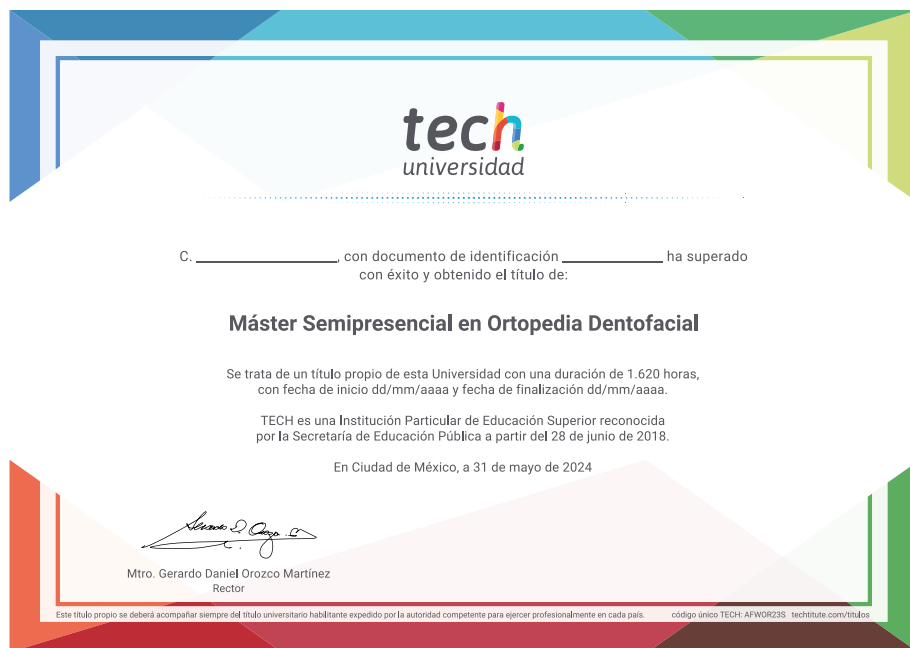 tech
universidad
C. ________________, con documento de identificación ____________ ha superado
con éxito y obtenido el título de:
Máster Semipresencial en Ortopedia Dentofacial
Se trata de un título propio de esta Universidad con una duración de 1.620 horas,
con fecha de inicio dd/mm/aaaa y fecha de finalización dd/mm/aaaa.
TECH es una Institución Particular de Educación Superior reconocida
por la Secretaría de Educación Pública a partir del 28 de junio de 2018.
En Ciudad de México, a 31 de mayo de 2024
Mtro. Gerardo Daniel Orozco Martínez
Rector
Este título propio se deberá acompañar siempre del título universitario habilitante expedido por la autoridad competente para ejercer profesionalmente en cada país. código único TECH: AFWOR23S techtitute.com/titulos